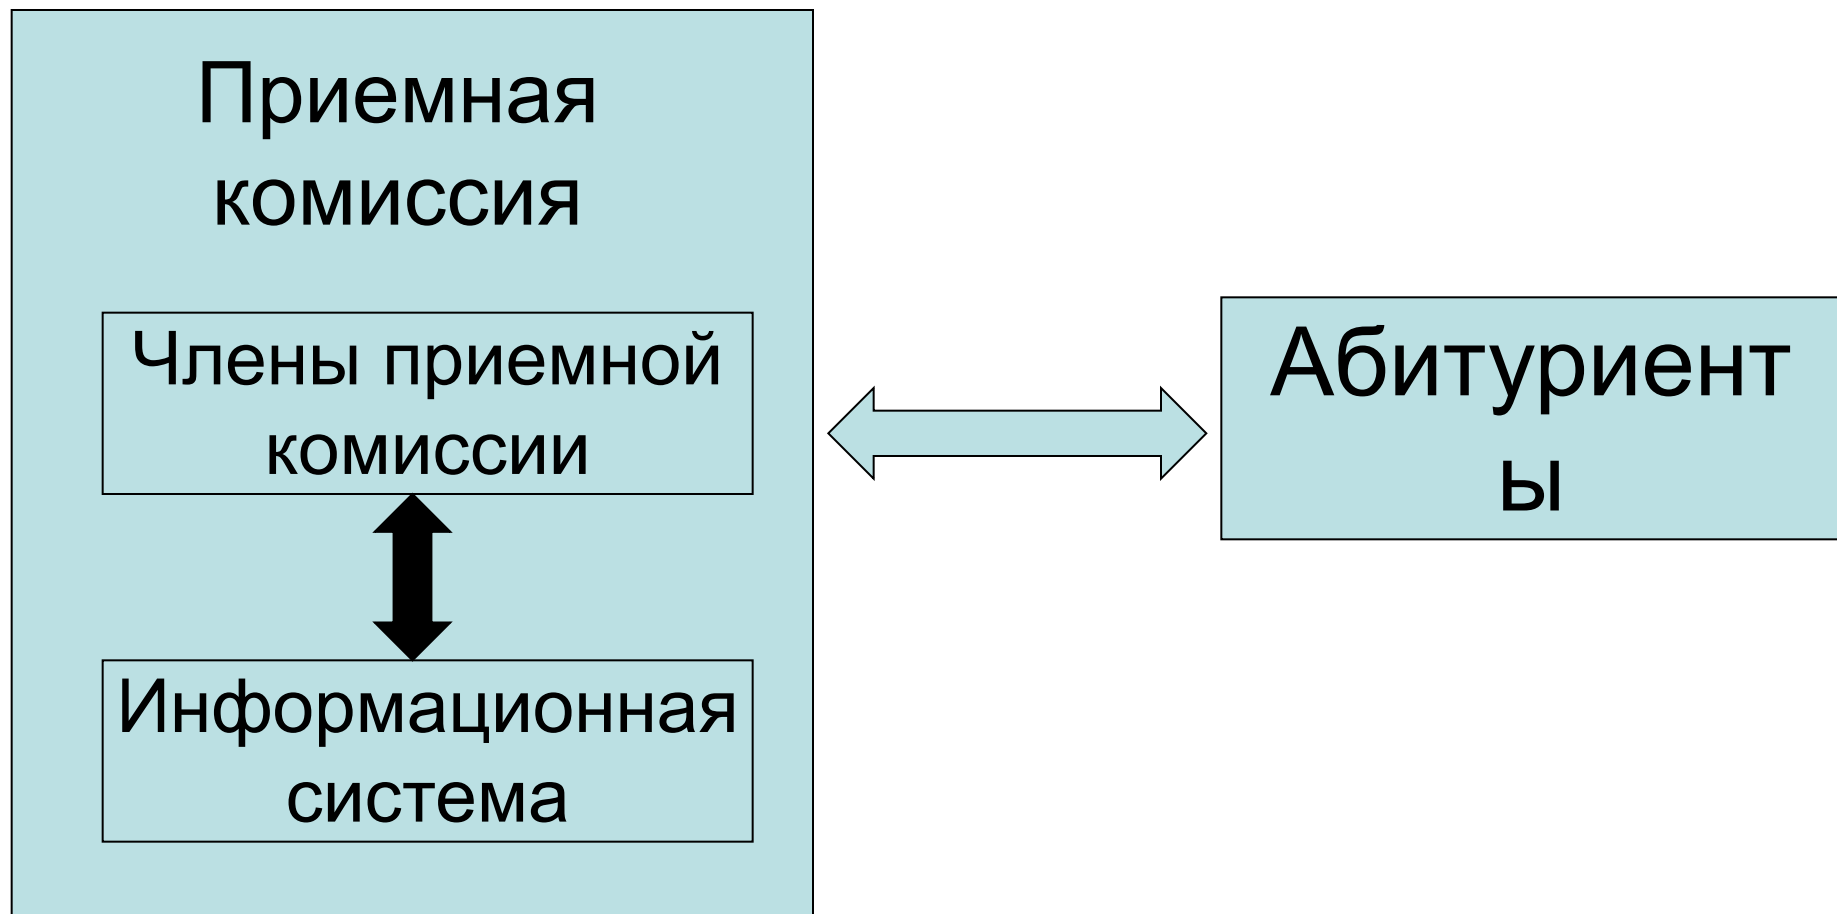 Приемная
комиссия
Члены приемной
комиссии
Информационная
система
Абитуриент
ы